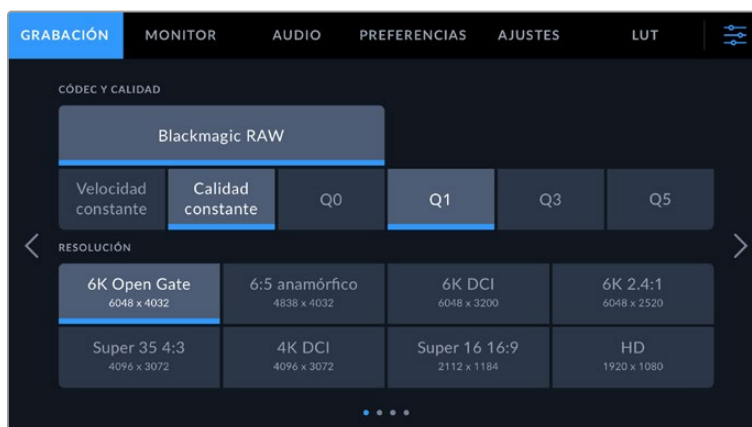 GRABACIÓN MONITOR AUDIO PREFERENCIAS AJUSTES LUT
CÓDEC Y CALIDAD
Blackmagic RAW
Velocidad constante Calidad constante Q0 Q1 Q3 Q5
RESOLUCIÓN
6K Open Gate 6:5 anamórfico 6K DCI 6K 2.4:1
6048 x 4032 4838 x 4032 6048 x 3200 6048 x 2520
Super 35 4:3 4K DCI Super 16 16:9 HD
4096 x 3072 4096 x 3072 2112 x 1184 1920 x 1080